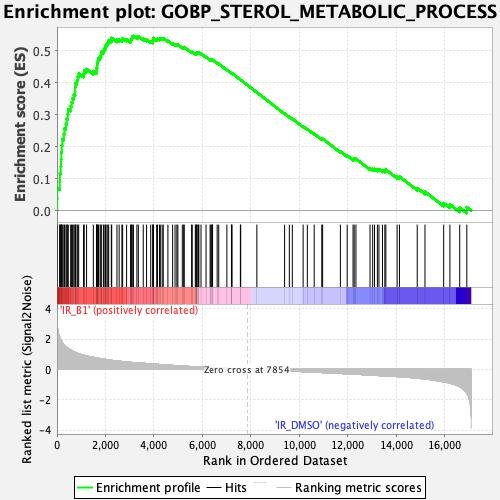 Enrichment plot: GOBP_STEROL_METABOLIC_PROCESS
Enrichment score (ES)
0.5
0.4
0.3
0.2
0.1
0.0
'IR_B1' (positively correlated)
Ranked list metric (Signal2Noise)
4
2
0
-2
-4
Zero cross at 7854
'IR_DMSO' (negatively correlated)
0 2,000 4,000 6,000 8,000 10,000 12,000 14,000 16,000
Rank in Ordered Dataset
Enrichment profile Hits Ranking metric scores